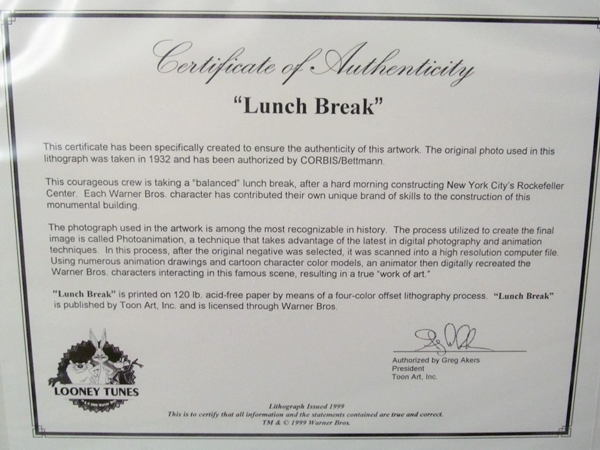 Certificate of Authenticity
“Lunch Break”
This certificate has been specifically created to ensure the authenticity of this artwork. The original photo used in this
lithograph was taken in 1932 and has been authorized by CORBIS/Bettmann.
This courageous crew is taking a “balanced” lunch break, after a hard morning constructing New York City’s Rockefeller
Center. Each Warner Bros. character has contributed their own unique brand of skills to the construction of this
monumental building.
The photograph used in the artwork is among the most recognizable in history. The process utilized to create the final
image is called Photoanimation, a technique that takes advantage of the latest in digital photography and animation
techniques. In this process, after the original negative was selected, it was scanned into a high resolution computer file.
Using numerous animation drawings and cartoon character color models, an animator then digitally recreated the
Warner Bros. characters interacting in this famous scene, resulting in a true “work of art.”
"Lunch Break" is printed on 120 lb. acid-free paper by means of a four-color offset lithography process. “Lunch Break”
is published by Toon Art, Inc. and is licensed through Warner Bros.
Authorized by Greg Akers
President
Toon Art, Inc.
LOONEY TUNES
Lithograph Issued 1999
This is to certify that all information and the statements contained are true and correct.
TM & © 1999 Warner Bros.